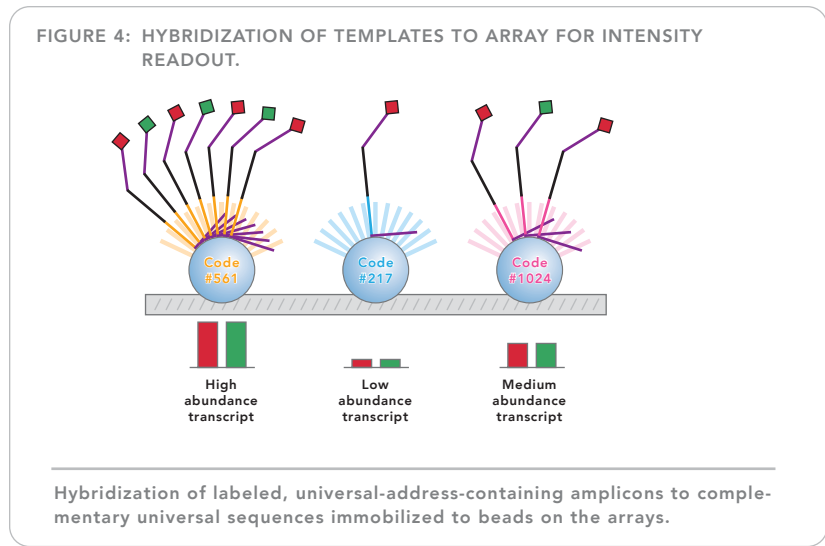 FIGURE 4: HYBRIDIZATION OF TEMPLATES TO ARRAY FOR INTENSITY
READOUT.
Code
#561
Code
#217
Code
#1024
High
abundance
transcript
Low
abundance
transcript
Medium
abundance
transcript
Hybridization of labeled, universal-address-containing amplicons to comple-
mentary universal sequences immobilized to beads on the arrays.